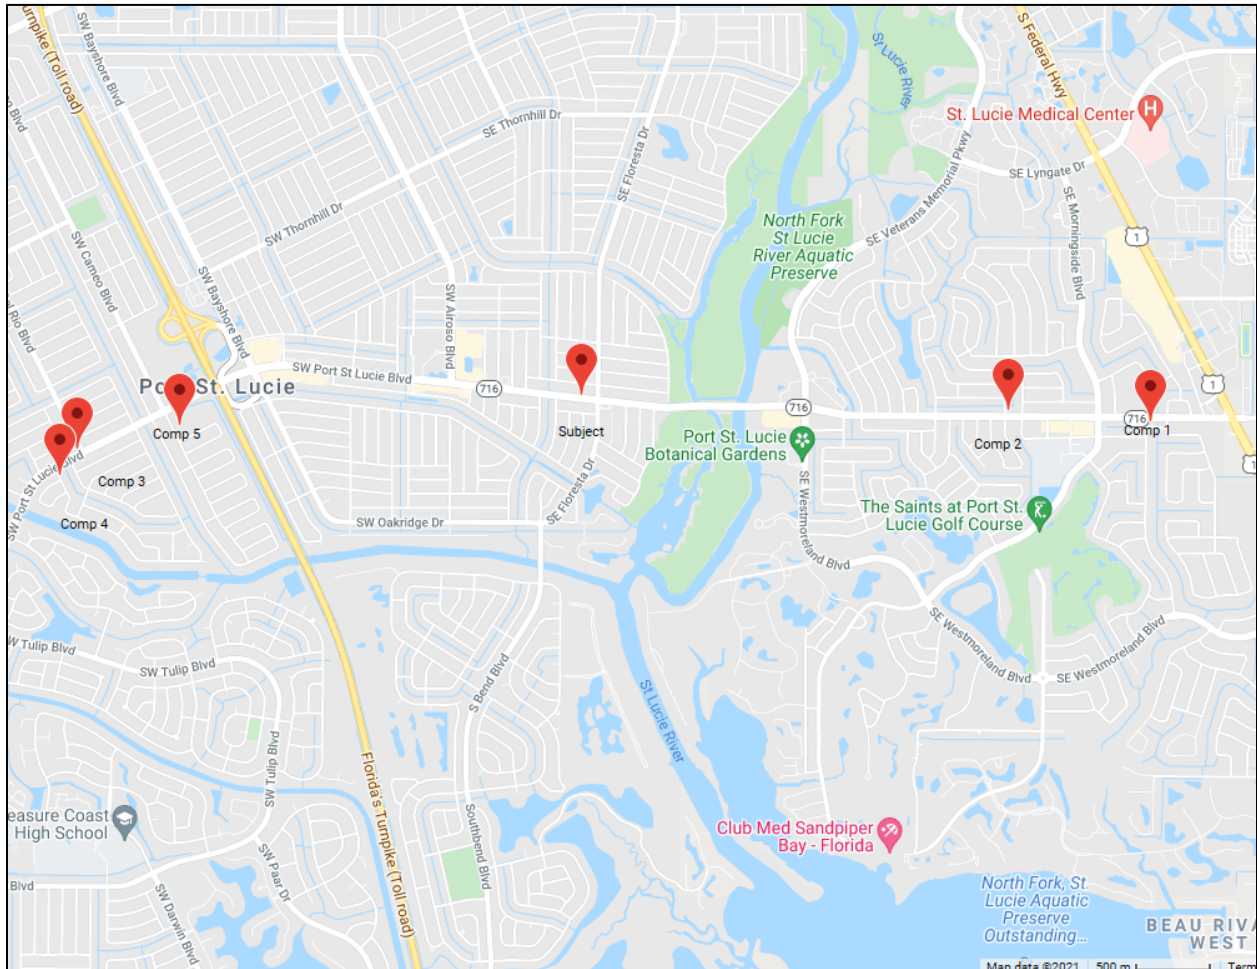 Turnpike (Toll road)
SW Bayshore Blvd
St Lucie River
S Federal Hwy
St. Lucie Medical Center
H
SE Thornhill Dr
SE Floresta Dr
SE Lyngate Dr
SE Veterans Memorial Pkwy
SE Morningside Blvd
SW Thornhill Dr
North Fork
St Lucie
River Aquatic
Preserve
1
SW Cameo Blvd
SW Bayshore Blvd
SW Airoso Blvd
Rio Blvd
SW Port St Lucie Blvd
716
Port St. Lucie
716
1
716
Comp 5
Subject
Comp 2
Comp 1
Port St. Lucie
Botanical Gardens
SW Port St Lucie Blvd
Comp 3
SE Floresta Dr
1
Comp 4
SW Oakridge Dr
SE Westmoreland Blvd
The Saints at Port St.
Lucie Golf Course
SW Tulip Blvd
SW Tulip Blvd
S Bend Blvd
St Lucie River
SE Westmoreland Blvd
SE Westmoreland Blvd
SW Tulip Blvd
Florida's Turnpike (Toll road)
easure Coast
High School
Southbend Blvd
Club Med Sandpiper
Bay - Florida
SW Paar Dr
Blvd
SW Darwin Blvd
North Fork, St.
Lucie Aquatic
Preserve
Outstanding...
BEAU RIVA
WEST
Map data ©2021
500 m
Term